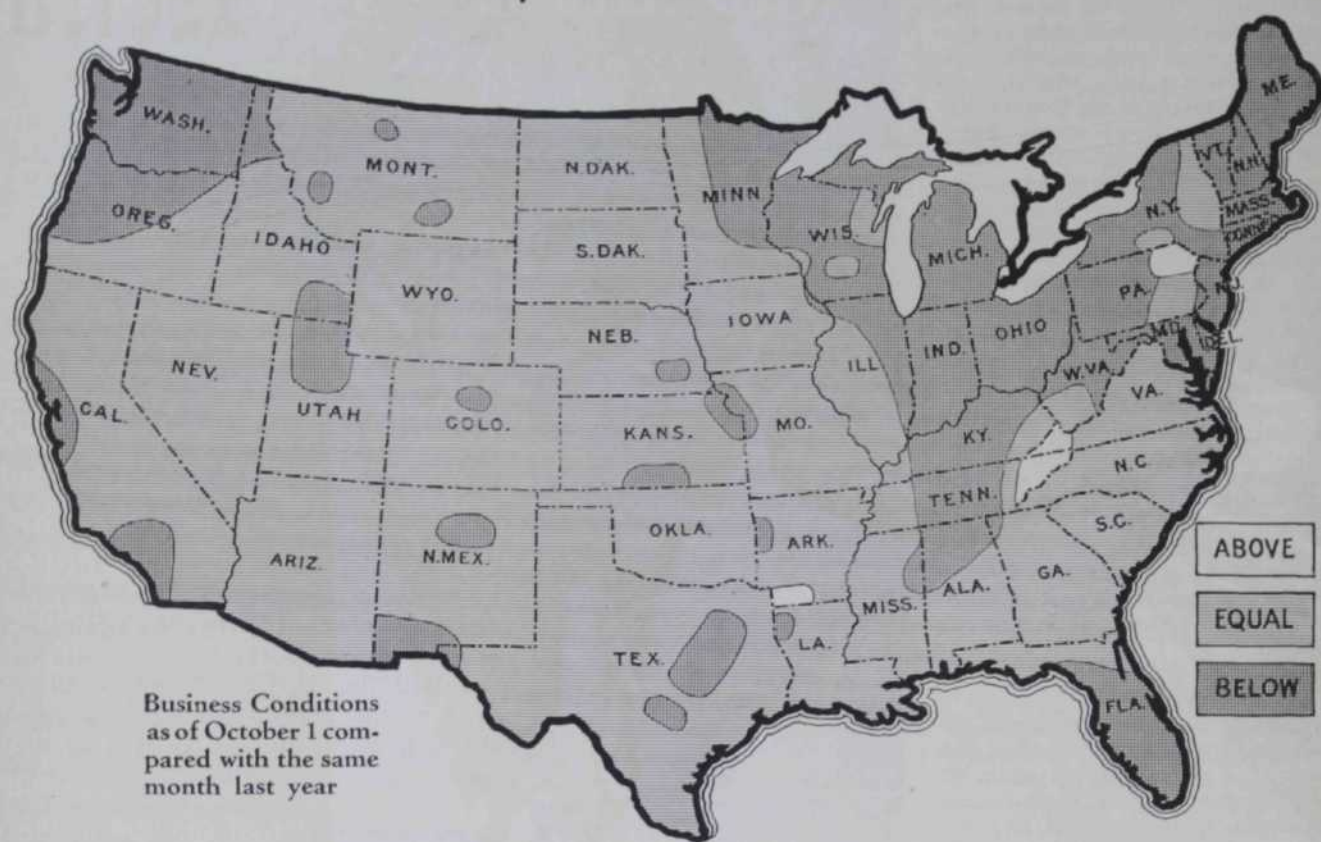 WASH.
OREG.
CAL.
NEV.
IDAHO
MONT.
WYO.
UTAH
COLO.
ARIZ.
N.MEX.
N.DAK.
S.DAK.
NEB.
KANS.
OKLA.
TEX.
MINN
IOWA
MO.
ARK.
LA.
WIS.
ILL
MICH.
IND.
OHIO
KY.
TENN.
MISS.
ALA.
GA.
FLA.
S.C.
N.C.
VA.
W.VA.
MD.
DEL
PA.
N.J.
N.Y.
CONN.
MASS.
VT.
N.H.
ME.
ABOVE
EQUAL
BELOW
Business Conditions
as of October 1 com-
pared with the same
month last year